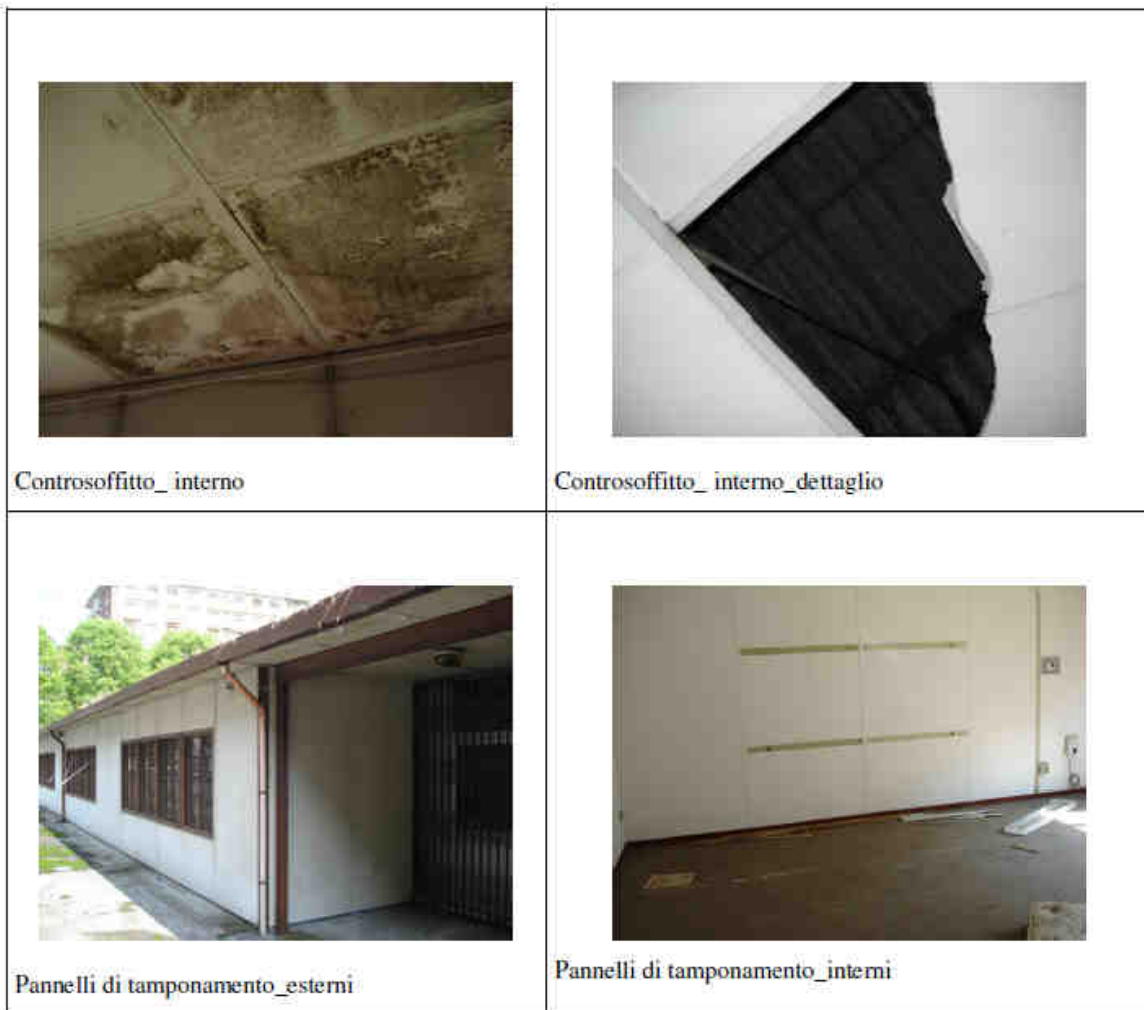 Controsoffitto_ interno
Controsoffitto_ interno_dettaglio
Pannelli di tamponamento_esterni
Pannelli di tamponamento_interni